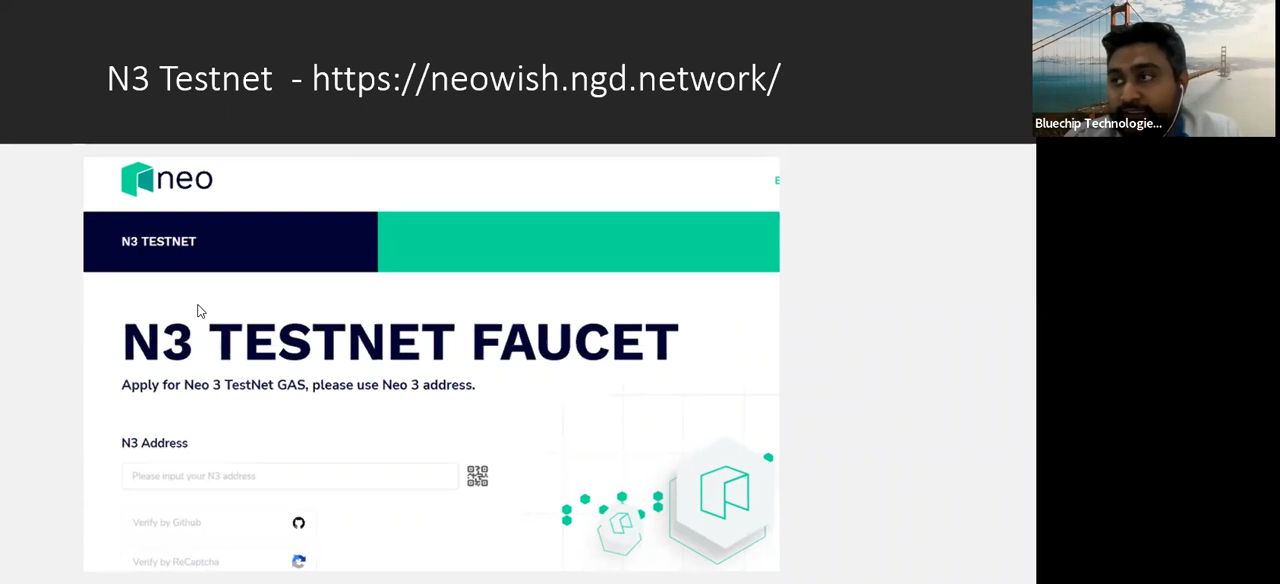 N3 Testnet - https://neowish.ngd.network/
Bluechip Technologie...
neo
E
N3 TESTNET
N3 TESTNET FAUCET
Apply for Neo 3 TestNet GAS, please use Neo 3 address.
N3 Address
Please input your N3 address
Verify by Github
Verify by ReCaptcha